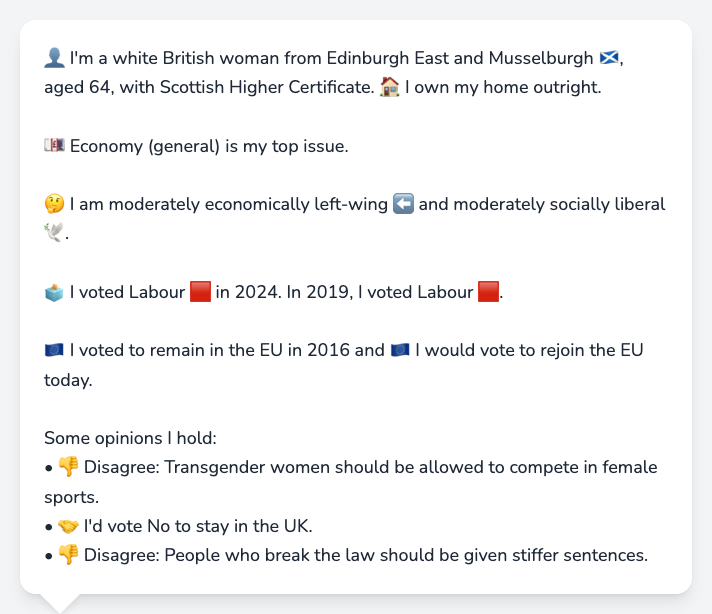 👤 I'm a white British woman from Edinburgh East and Musselburgh 🏴󠁧󠁢󠁳󠁣󠁴󠁿,
aged 64, with Scottish Higher Certificate. 🏠 I own my home outright.
💷 Economy (general) is my top issue.
🤔 I am moderately economically left-wing ⬅️ and moderately socially liberal
🕊️.
🗳️ I voted Labour 🟥 in 2024. In 2019, I voted Labour 🟥.
🇪🇺 I voted to remain in the EU in 2016 and 🇪🇺 I would vote to rejoin the EU
today.
Some opinions I hold:
• 👎 Disagree: Transgender women should be allowed to compete in female
sports.
• 🤝 I'd vote No to stay in the UK.
• 👎 Disagree: People who break the law should be given stiffer sentences.